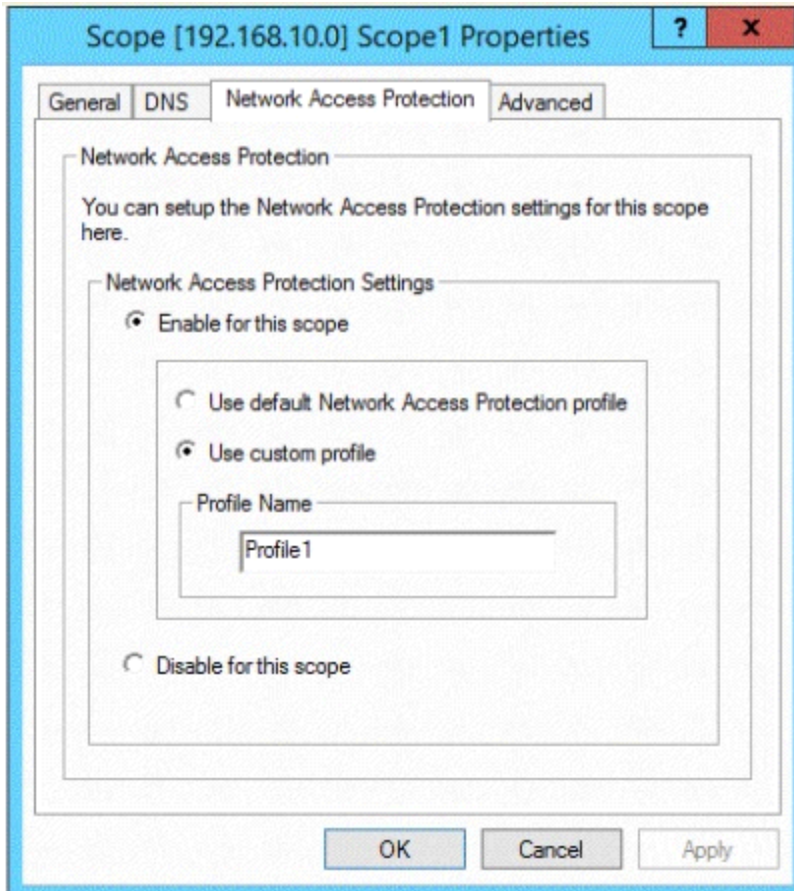 Scope [192.168.10.0] Scope1 Properties
? x
General DNS Network Access Protection Advanced
Network Access Protection
You can setup the Network Access Protection settings for this scope
here.
Network Access Protection Settings
Enable for this scope
Use default Network Access Protection profile
Use custom profile
Profile Name
Profile1
Disable for this scope
OK Cancel Apply